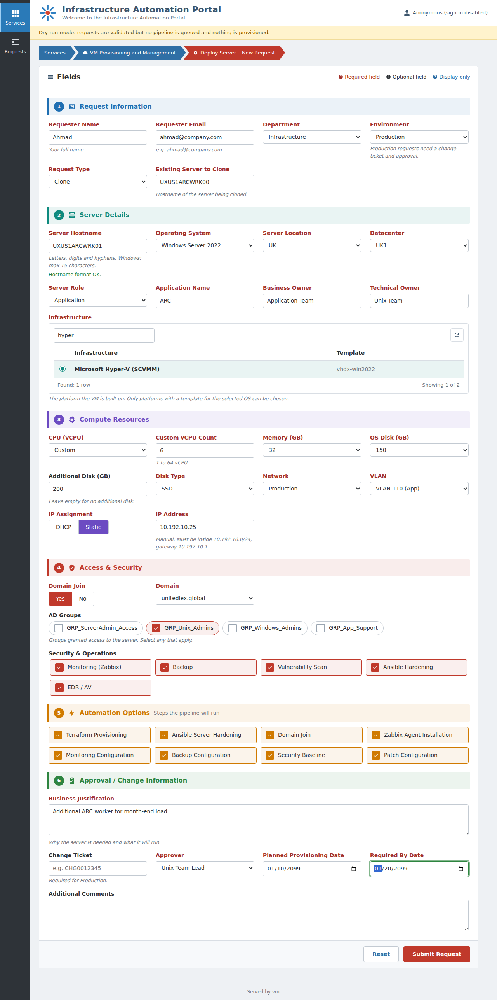 Services
Requests
Infrastructure Automation Portal
Welcome to the Infrastructure Automation Portal
Anonymous (sign-in disabled)
Dry-run mode: requests are validated but no pipeline is queued and nothing is provisioned.
Services
VM Provisioning and Management
Deploy Server – New Request
Fields
Required field
Optional field
Display only
1 Request Information
Requester Name
Requester Email
Department
Environment
Ahmad
ahmad@company.com
Infrastructure
Production
Your full name.
e.g. ahmad@company.com
Production requests need a change
ticket and approval.
Request Type
Existing Server to Clone
Clone
UXUS1ARCWRK00
Hostname of the server being cloned.
2 Server Details
Server Hostname
Operating System
Server Location
Datacenter
UXUS1ARCWRK01
Windows Server 2022
UK
UK1
Letters, digits and hyphens. Windows:
max 15 characters.
Hostname format OK.
Server Role
Application Name
Business Owner
Technical Owner
Application
ARC
Application Team
Unix Team
Infrastructure
hyper
Infrastructure
Template
Microsoft Hyper-V (SCVMM)
vhdx-win2022
Found: 1 row
Showing 1 of 2
The platform the VM is built on. Only platforms with a template for the selected OS can be chosen.
3 Compute Resources
CPU (vCPU)
Custom vCPU Count
Memory (GB)
OS Disk (GB)
Custom
6
32
150
1 to 64 vCPU.
Additional Disk (GB)
Disk Type
Network
VLAN
200
SSD
Production
VLAN-110 (App)
Leave empty for no additional disk.
IP Assignment
IP Address
DHCP
Static
10.192.10.25
Manual. Must be inside 10.192.10.0/24,
gateway 10.192.10.1.
4 Access & Security
Domain Join
Domain
Yes
No
unitedlex.global
AD Groups
GRP_ServerAdmin_Access
GRP_Unix_Admins
GRP_Windows_Admins
GRP_App_Support
Groups granted access to the server. Select any that apply.
Security & Operations
Monitoring (Zabbix)
Backup
Vulnerability Scan
Ansible Hardening
EDR / AV
5 Automation Options Steps the pipeline will run
Terraform Provisioning
Ansible Server Hardening
Domain Join
Zabbix Agent Installation
Monitoring Configuration
Backup Configuration
Security Baseline
Patch Configuration
6 Approval / Change Information
Business Justification
Additional ARC worker for month-end load.
Why the server is needed and what it will run.
Change Ticket
Approver
Planned Provisioning Date
Required By Date
e.g. CHG0012345
Unix Team Lead
01/10/2099
01/20/2099
Required for Production.
Additional Comments
Reset
Submit Request
Served by vm